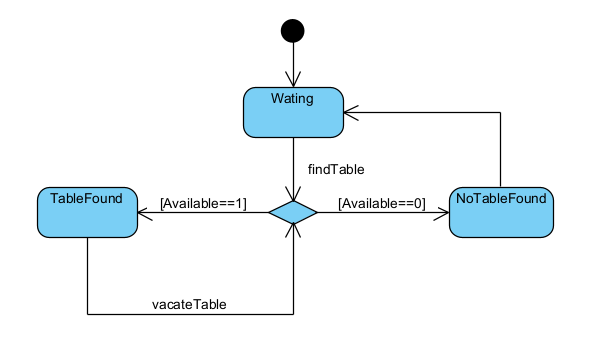 Wating
findTable
TableFound
[Available==1]
[Available==0]
NoTableFound
vacateTable